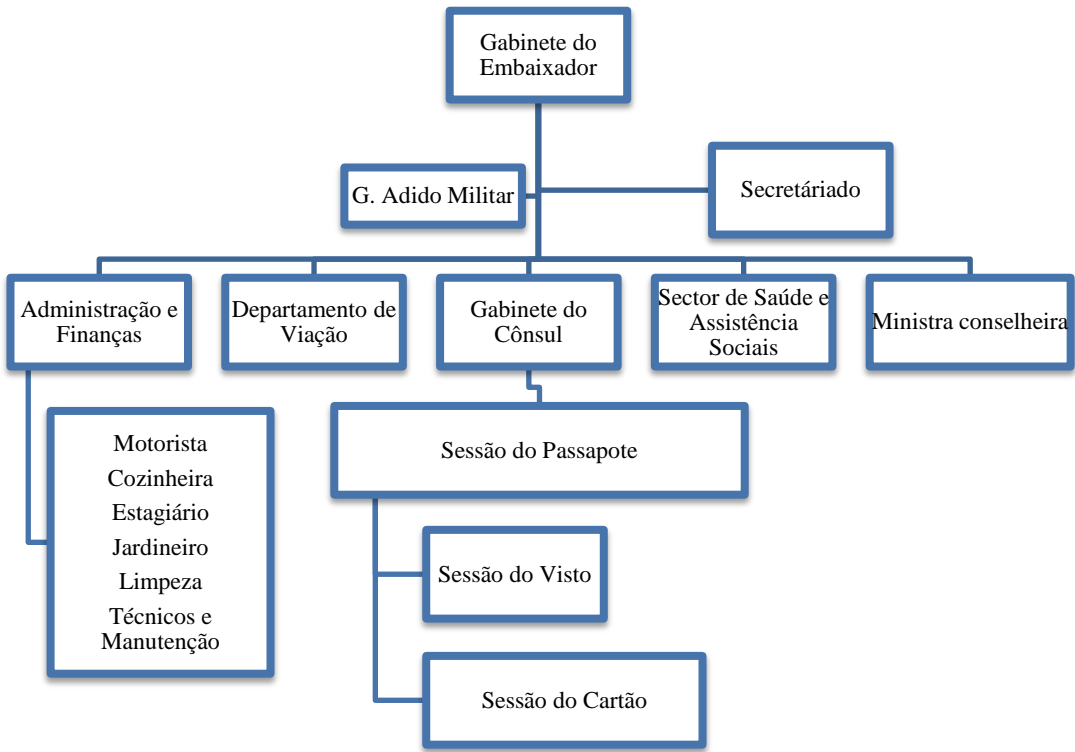 Gabinete do
Embaixador
G. Adido Militar
Secretáriado
Administração e
Finanças
Departamento de
Viação
Gabinete do
Cônsul
Sector de Saúde e
Assistência
Sociais
Ministra conselheira
Motorista
Cozinheira
Estagiário
Jardineiro
Limpeza
Técnicos e
Manutenção
Sessão do Passapote
Sessão do Visto
Sessão do Cartão